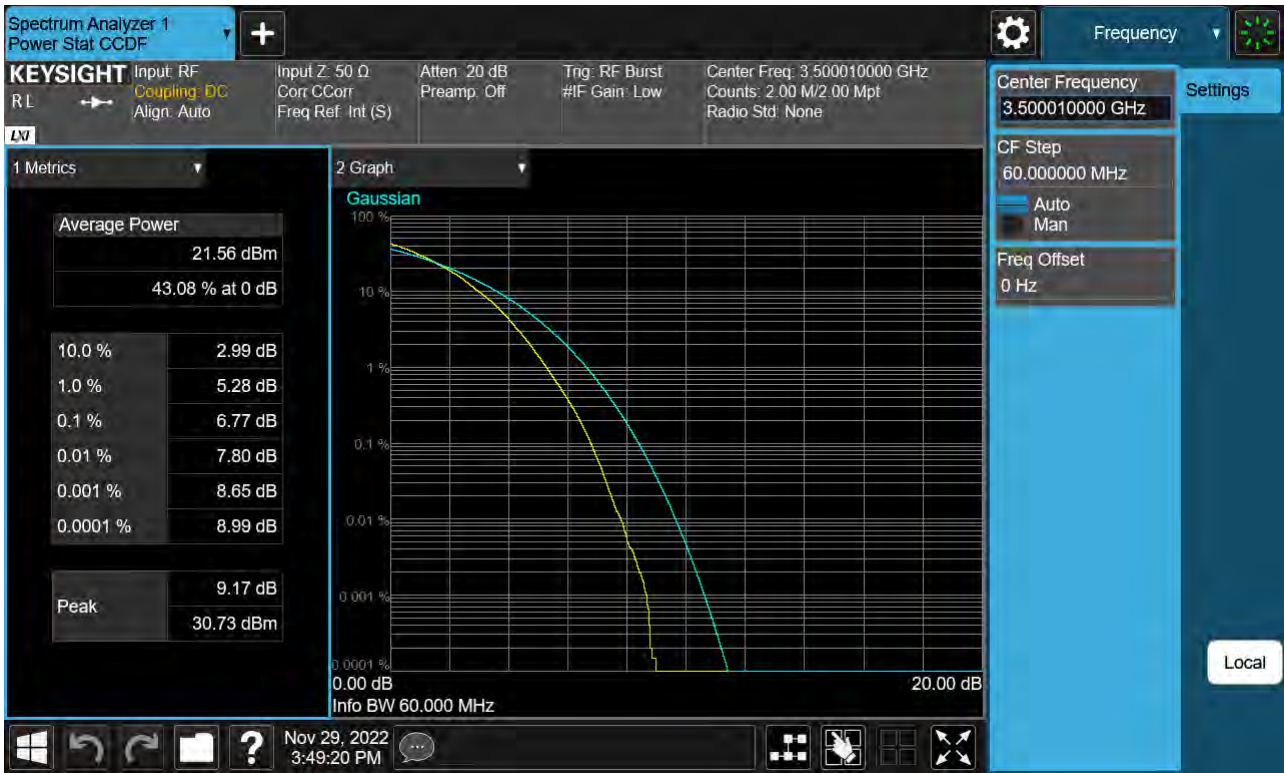 Spectrum Analyzer 1
Power Stat CCDF
+
Frequency
KEYSIGHT
RL
LXI
Input: RF
Coupling: DC
Align: Auto
Input Z: 50 Ω
Corr CCorr
Freq Ref: Int (S)
Atten: 20 dB
Preamp: Off
Trig: RF Burst
#IF Gain: Low
Center Freq: 3.500010000 GHz
Counts: 2.00 M/2.00 Mpt
Radio Std: None
Center Frequency
3.500010000 GHz
Settings
CF Step
60.000000 MHz
Auto
Man
Freq Offset
0 Hz
1 Metrics
Average Power
21.56 dBm
43.08 % at 0 dB
10.0 % 2.99 dB
1.0 % 5.28 dB
0.1 % 6.77 dB
0.01 % 7.80 dB
0.001 % 8.65 dB
0.0001 % 8.99 dB
Peak
9.17 dB
30.73 dBm
2 Graph
Gaussian
100 %
10 %
1 %
0.1 %
0.01 %
0.001 %
0.0001 %
0.00 dB
20.00 dB
Info BW 60.000 MHz
Local
?
Nov 29, 2022
3:49:20 PM